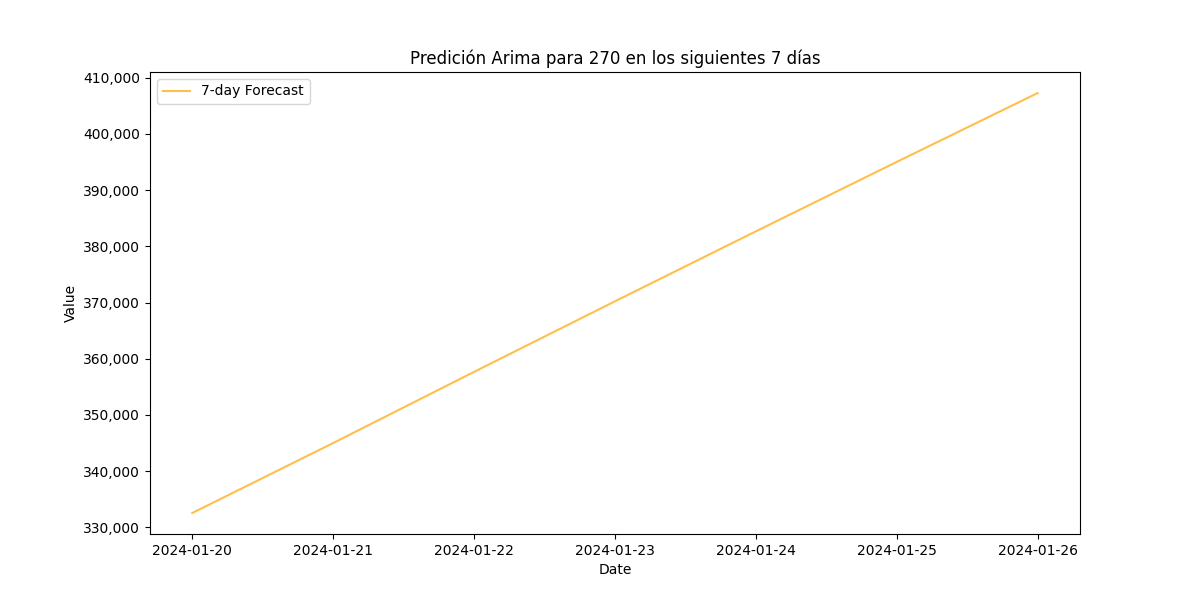 Predición Arima para 270 en los siguientes 7 días
7-day Forecast
Value
410,000
400,000
390,000
380,000
370,000
360,000
350,000
340,000
330,000
2024-01-20 2024-01-21 2024-01-22 2024-01-23 2024-01-24 2024-01-25 2024-01-26
Date